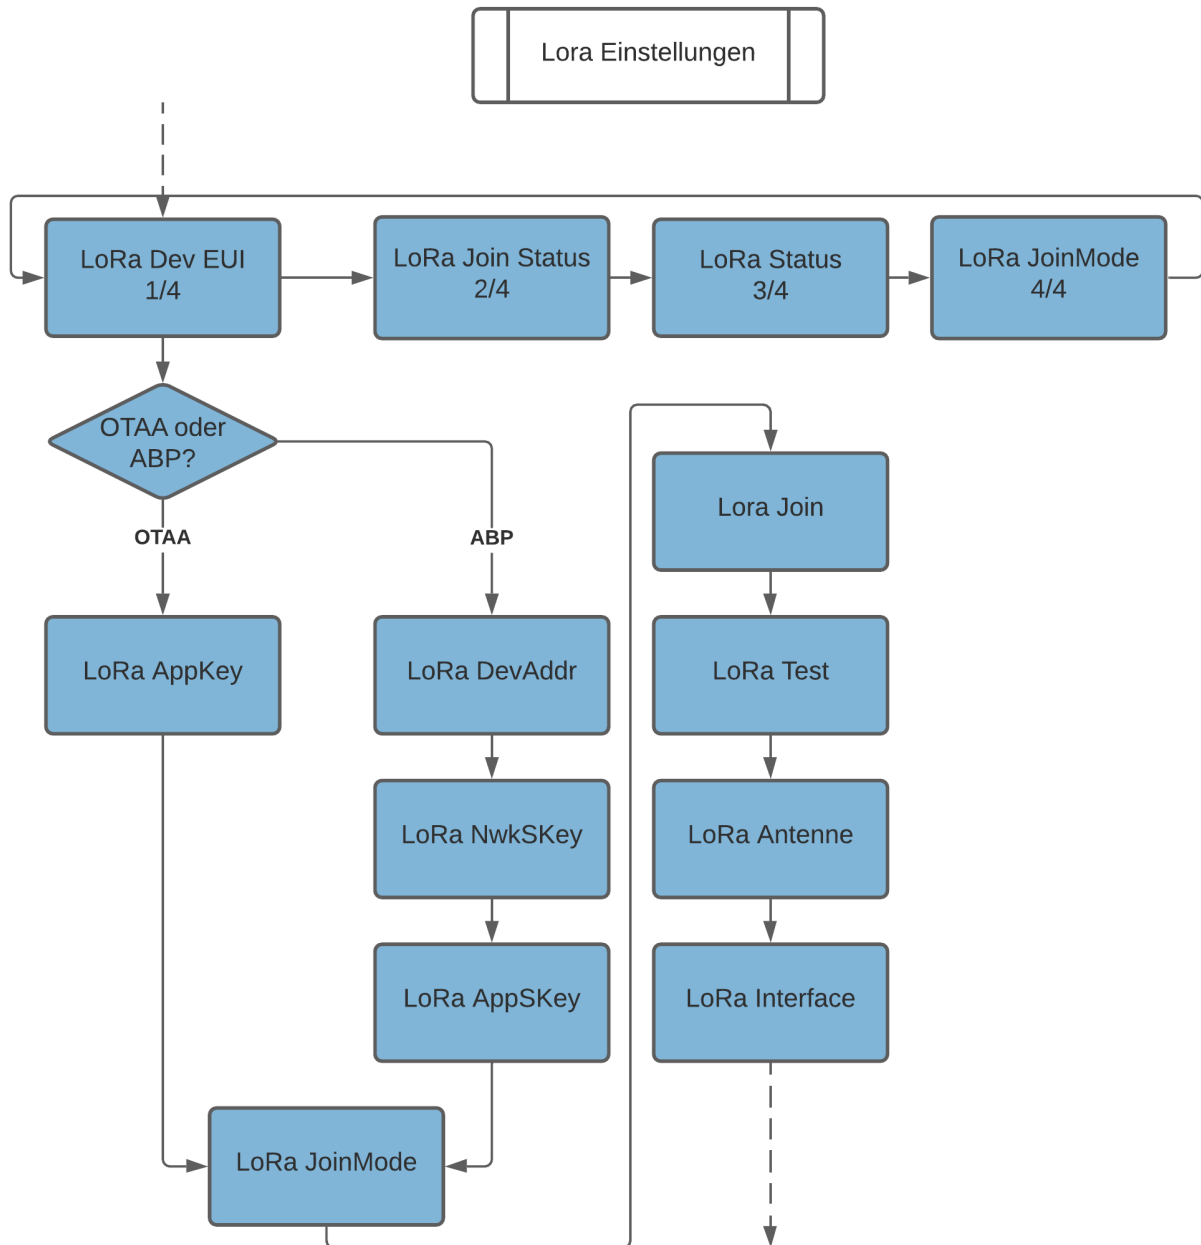 Lora Einstellungen
LoRa Dev EUI
1/4
LoRa Join Status
2/4
LoRa Status
3/4
LoRa JoinMode
4/4
OTAA oder
ABP?
OTAA
ABP
Lora Join
LoRa AppKey
LoRa DevAddr
LoRa Test
LoRa NwkSKey
LoRa Antenne
LoRa AppSKey
LoRa Interface
LoRa JoinMode